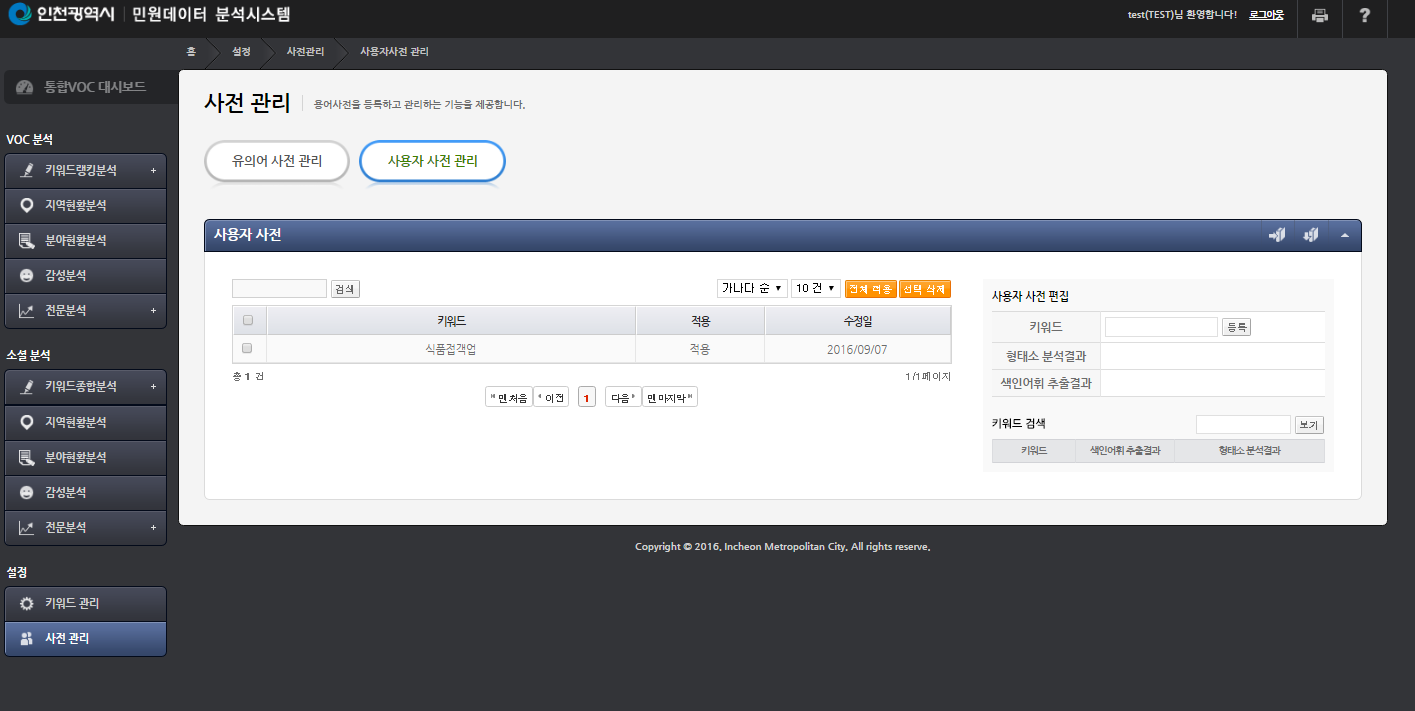 인천광역시 민원데이터 분석시스템
test(TEST)님 환영합니다! 로그아웃 ?
홈 설정 사전관리 사용자사전 관리
통합VOC 대시보드
VOC 분석
키워드랭킹분석 +
지역현황분석
분야현황분석
감성분석
전문분석 +
소셜 분석
키워드종합분석 +
지역현황분석
분야현황분석
감성분석
전문분석 +
설정
키워드 관리
사전 관리
사전 관리 용어사전을 등록하고 관리하는 기능을 제공합니다.
유의어 사전 관리 사용자 사전 관리
사용자 사전
검색 가나다 순 10 건 전체 적용 선택 삭제
키워드 적용 수정일
식품접객업 적용 2016/09/07
총 1 건 1/1페이지
맨 처음 이전 1 다음 맨 마지막
사용자 사전 편집
키워드 등록
형태소 분석결과
색인어휘 추출결과
키워드 검색 보기
키워드 색인어휘 추출결과 형태소 분석결과
Copyright © 2016. Incheon Metropolitan City. All rights reserve.